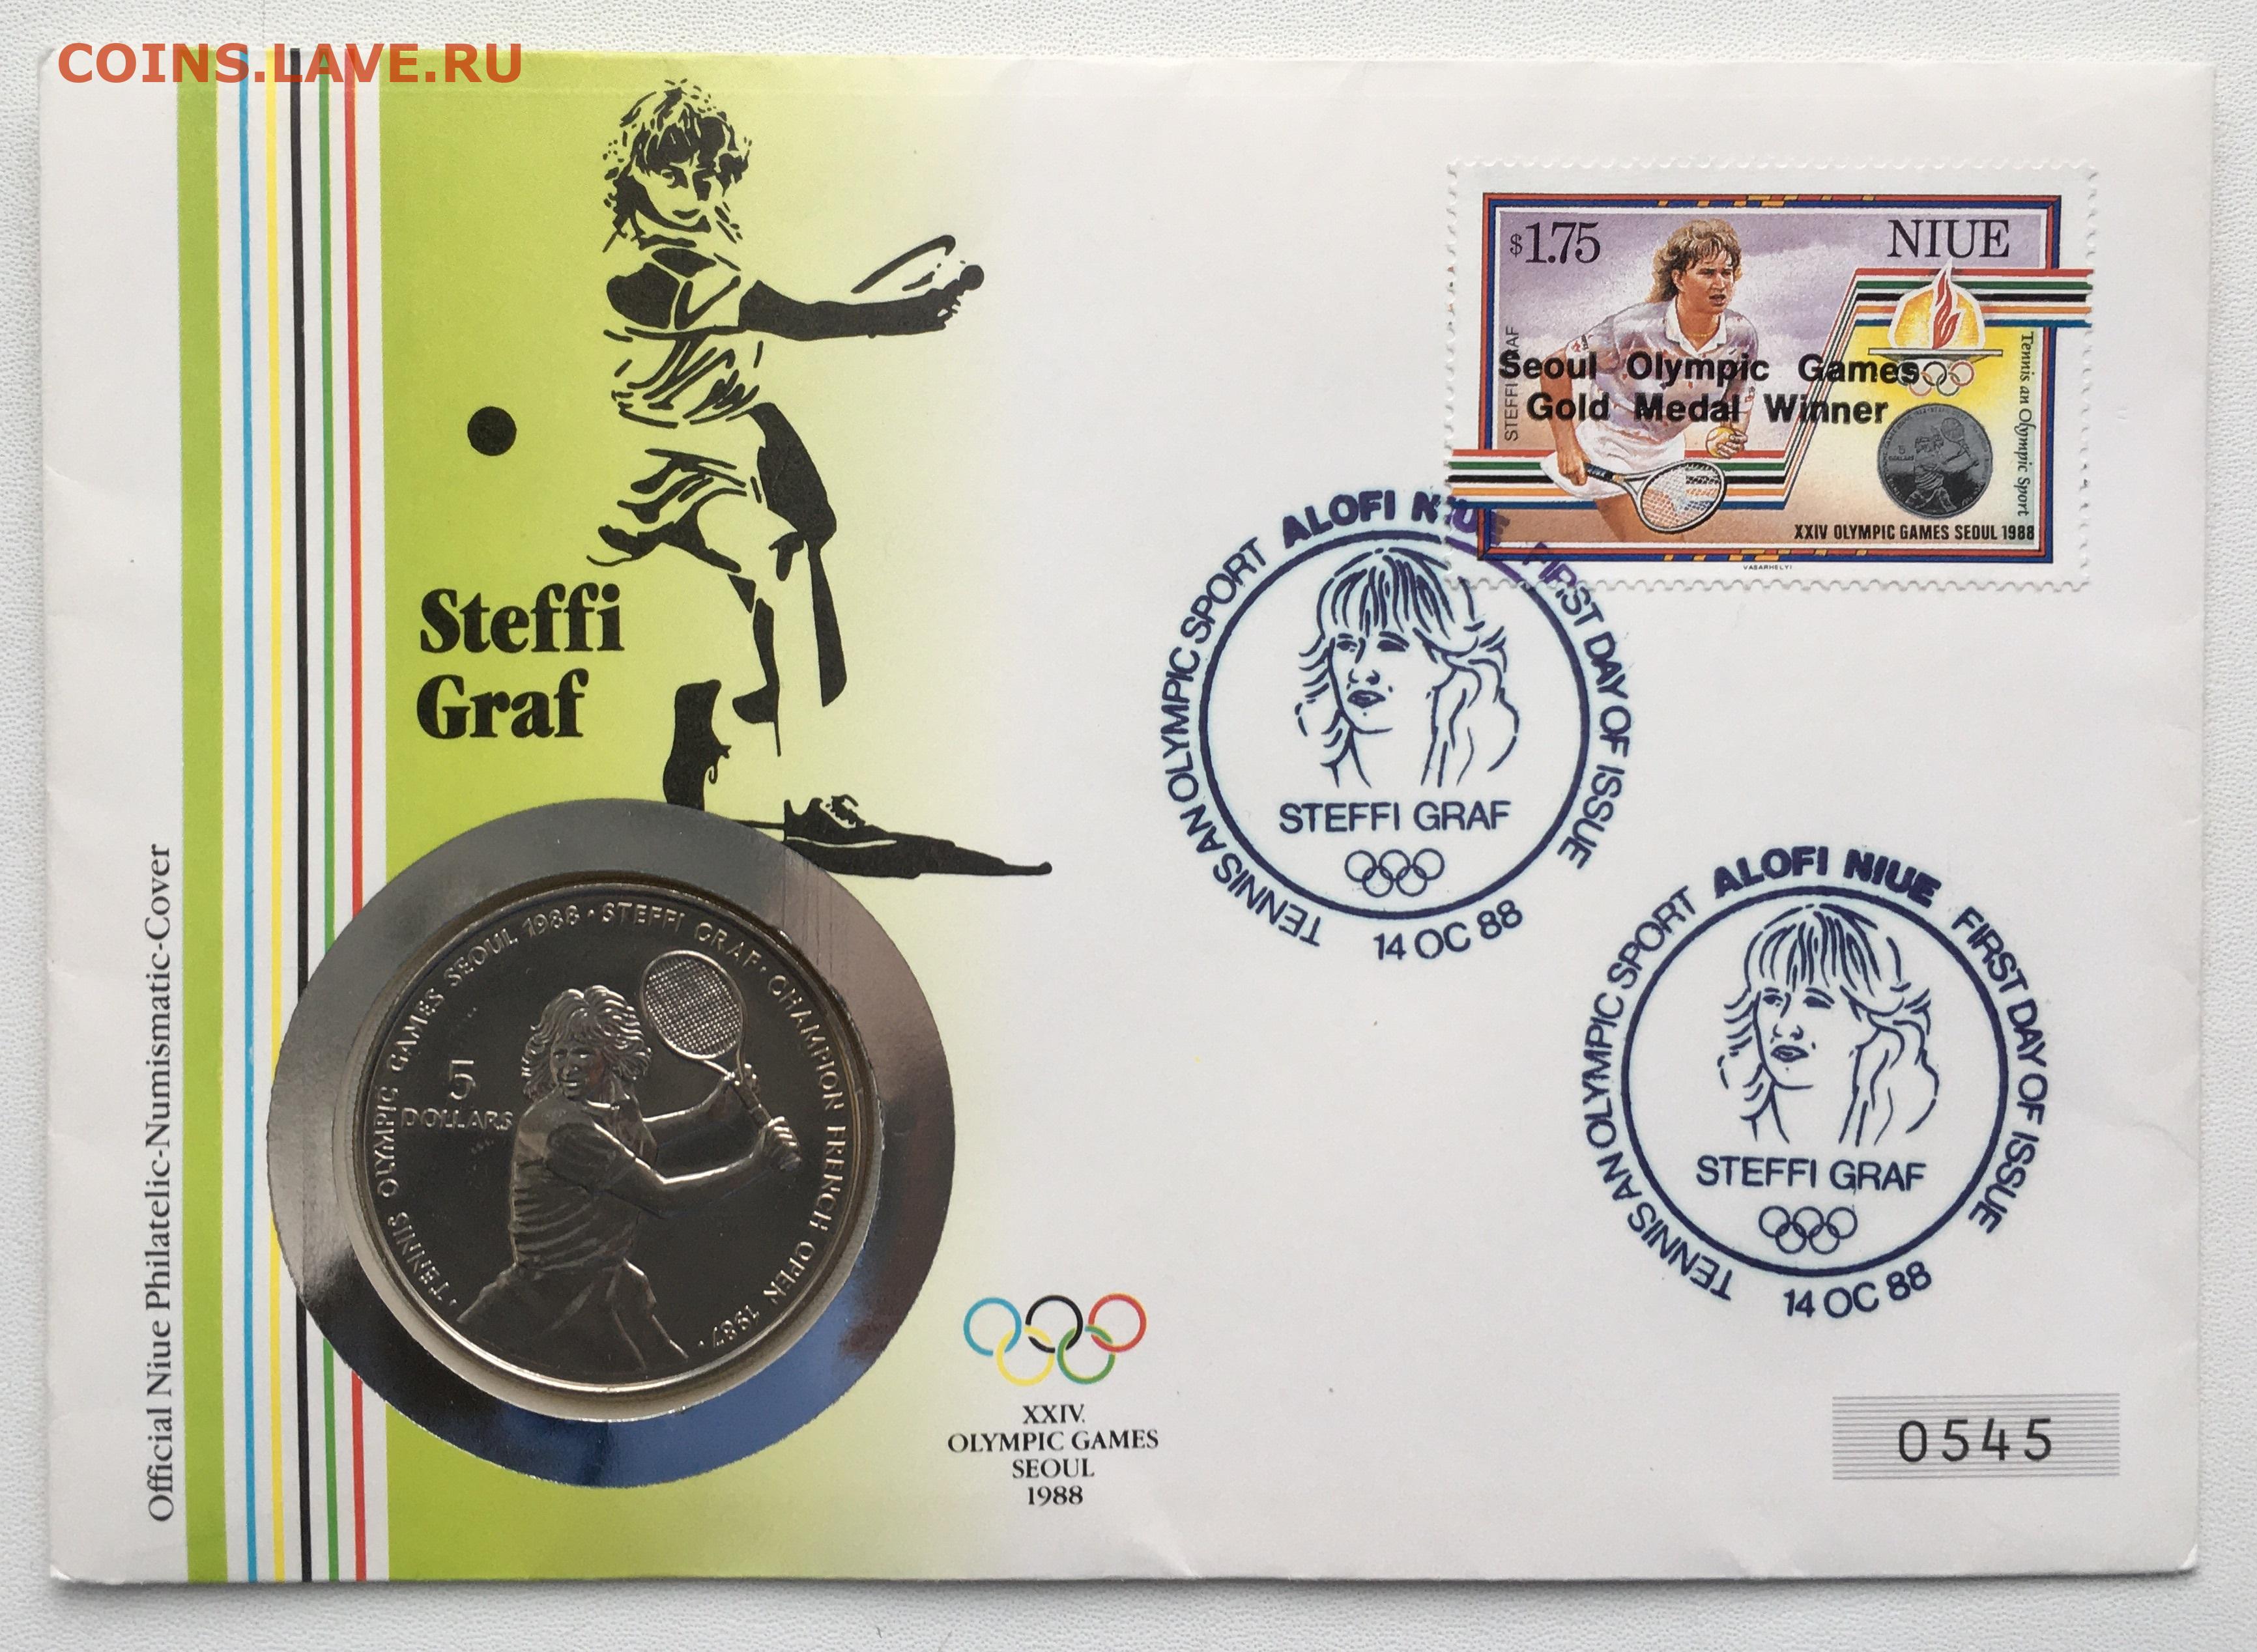 COINS.LAVE.RU
Official Niue Philatelic-Numismatic-Cover
Steffi
Graf
TENNIS OLYMPIC GAMES SEOUL 1988 · STEFFI GRAF · CHAMPION FRENCH OPEN 1987 ·
5
DOLLARS
XXIV.
OLYMPIC GAMES
SEOUL
1988
$1.75
NIUE
STEFFI GRAF
Seoul Olympic Games
Gold Medal Winner
Tennis an Olympic Sport
5
DOLLARS
XXIV OLYMPIC GAMES SEOUL 1988
VASARHELYI
TENNIS AN OLYMPIC SPORT ALOFI NIUE FIRST DAY OF ISSUE
STEFFI GRAF
14 OC 88
TENNIS AN OLYMPIC SPORT ALOFI NIUE FIRST DAY OF ISSUE
STEFFI GRAF
14 OC 88
0545